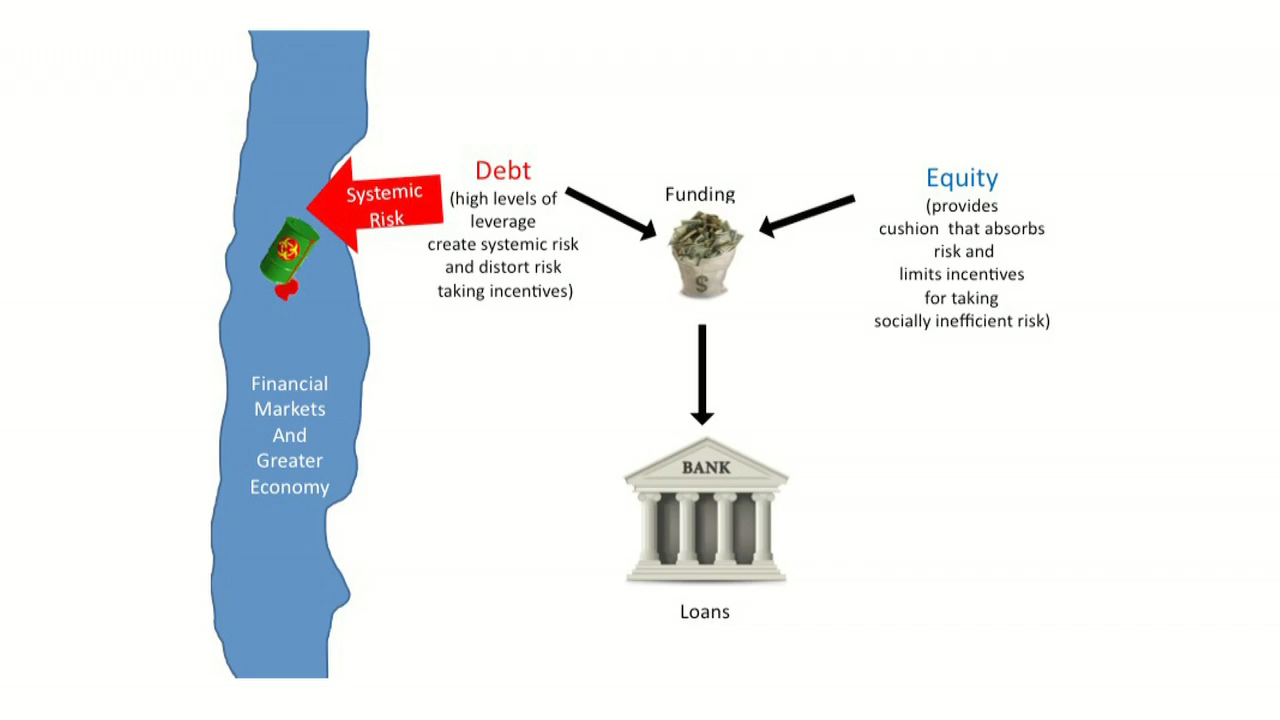 Systemic
Risk
Debt
(high levels of
leverage
create systemic risk
and distort risk
taking incentives)
Funding
$
Equity
(provides
cushion  that absorbs
risk and
limits incentives
for taking
socially inefficient risk)
Financial
Markets
And
Greater
Economy
BANK
Loans